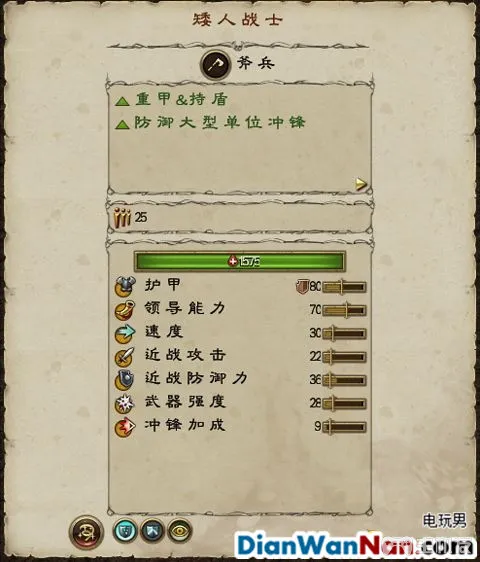 矮人战士
斧兵
重甲&持盾
防御大型单位冲锋
25
1575
护甲 80
领导能力 70
速度 30
近战攻击 22
近战防御力 36
武器强度 28
冲锋加成 9
电玩男
DianWanNan.com